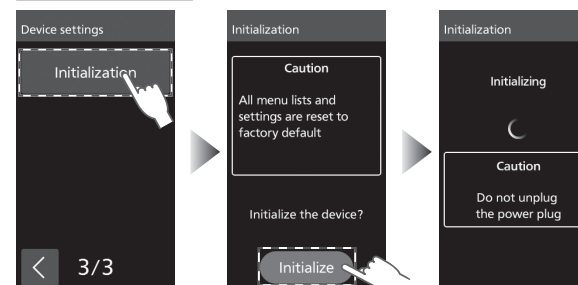 Device settings
Initialization
3/3
Initialization
Caution
All menu lists and
settings are reset to
factory default
Initialize the device?
Initialize
Initialization
Initializing
Caution
Do not unplug
the power plug